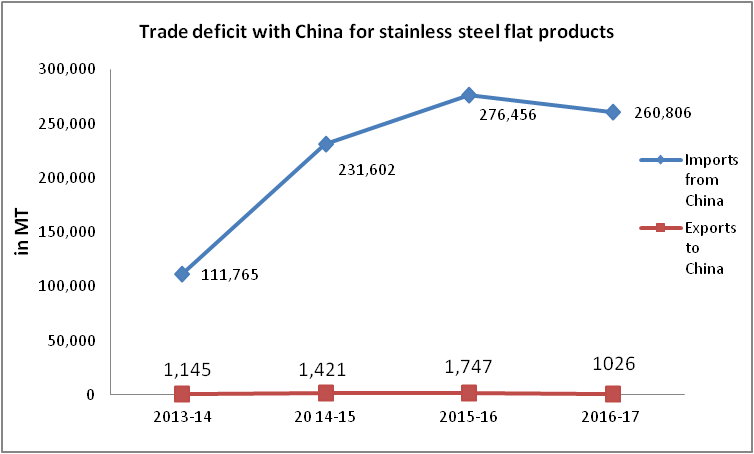 Trade deficit with China for stainless steel flat products
300,000
250,000
200,000
150,000
100,000
50,000
0
in MT
111,765
231,602
276,456
260,806
1,145
1,421
1,747
1026
2013-14
2014-15
2015-16
2016-17
Imports
from
China
Exports
to
China